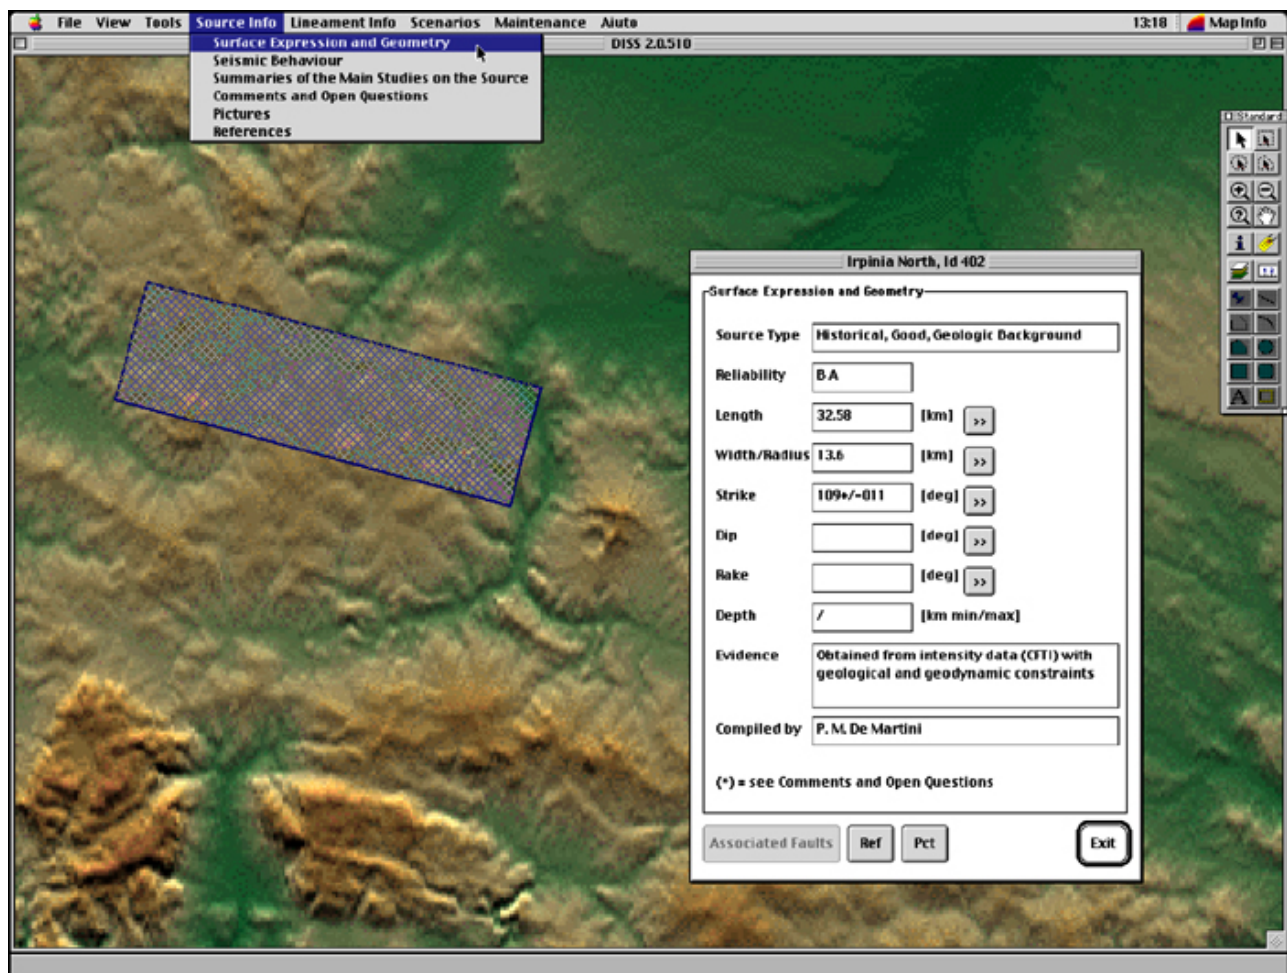 File View Tools Source Info Lineament Info Scenarios Maintenance Aiuto 13:18 MapInfo
DISS 2.0.510
Surface Expression and Geometry
Seismic Behaviour
Summaries of the Main Studies on the Source
Comments and Open Questions
Pictures
References
Standard
A
Irpinia North, Id 402
Surface Expression and Geometry
Source Type Historical, Good, Geologic Background
Reliability B A
Length 32.58 [km] >>
Width/Radius 13.6 [km] >>
Strike 109+/-011 [deg] >>
Dip [deg] >>
Rake [deg] >>
Depth / [km min/max]
Evidence Obtained from intensity data (CFTI) with
geological and geodynamic constraints
Compiled by P. M. De Martini
(*) = see Comments and Open Questions
Associated Faults Ref Pct Exit